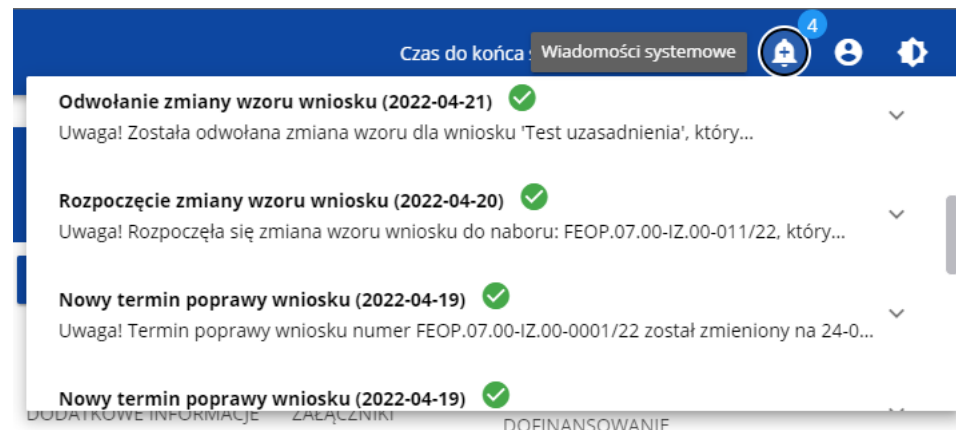 4
Czas do końca
Wiadomości systemowe
Odwołanie zmiany wzoru wniosku (2022-04-21)
Uwaga! Została odwołana zmiana wzoru dla wniosku 'Test uzasadnienia', który...
Rozpoczęcie zmiany wzoru wniosku (2022-04-20)
Uwaga! Rozpoczęła się zmiana wzoru wniosku do naboru: FEOP.07.00-IZ.00-011/22, który...
Nowy termin poprawy wniosku (2022-04-19)
Uwaga! Termin poprawy wniosku numer FEOP.07.00-IZ.00-0001/22 został zmieniony na 24-0...
Nowy termin poprawy wniosku (2022-04-19)
DODATKOWE INFORMACJE ZAŁĄCZNIKI
DOFINANSOWANIE